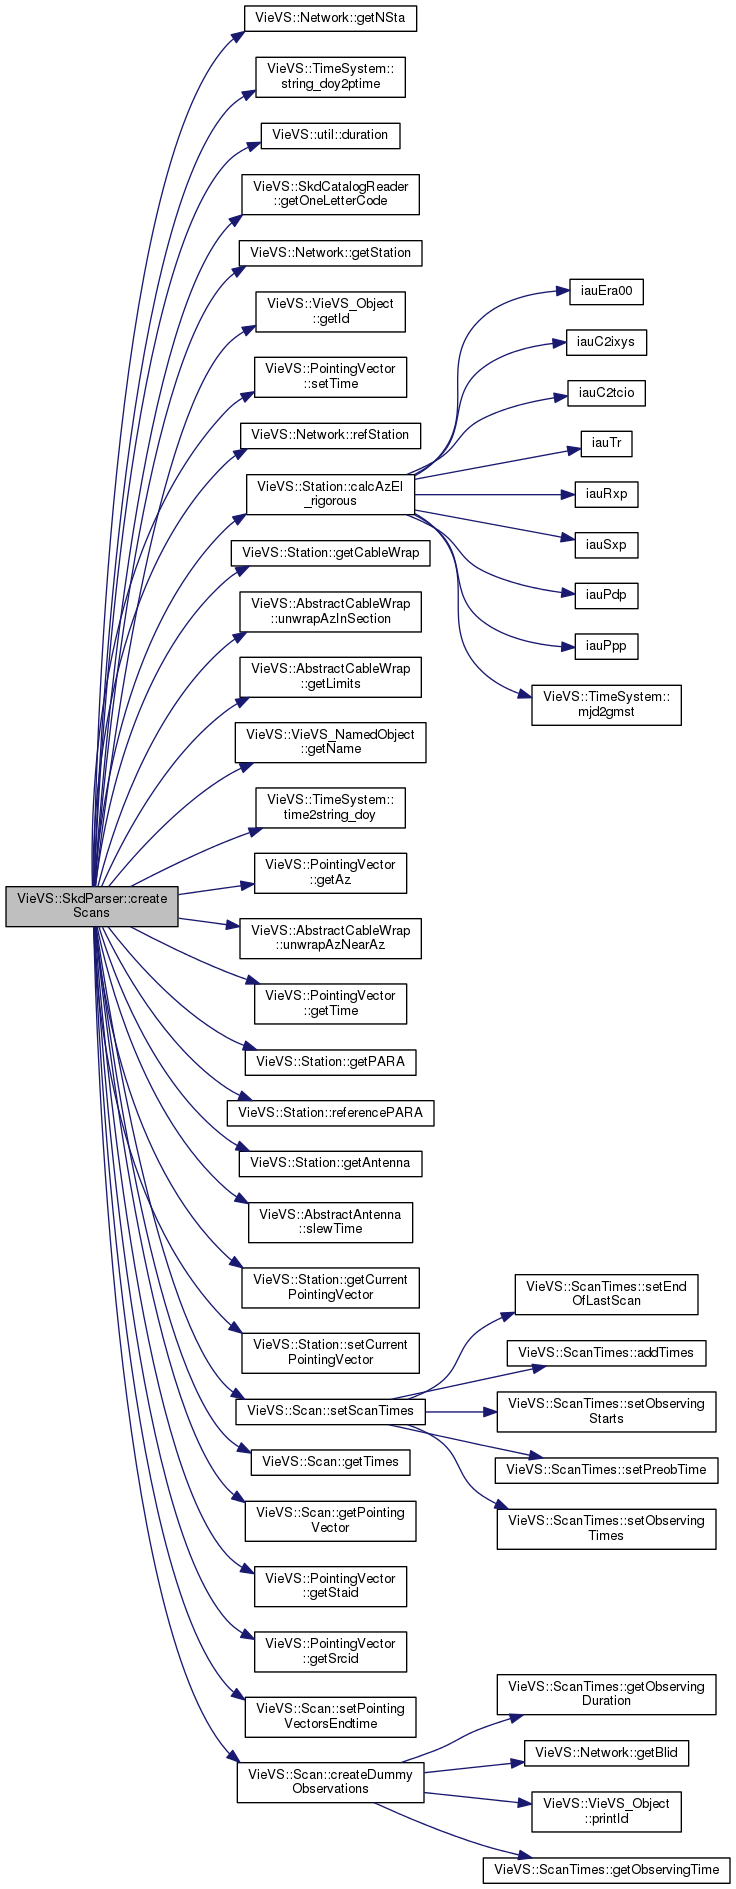 VieVS::SkdParser::create
Scans
VieVS::Network::getNSta
VieVS::TimeSystem::
string_doy2ptime
VieVS::util::duration
VieVS::SkdCatalogReader
::getOneLetterCode
VieVS::Network::getStation
VieVS::VieVS_Object
::getId
VieVS::PointingVector
::setTime
VieVS::Network::refStation
VieVS::Station::calcAzEl
_rigorous
iauEra00
iauC2ixys
iauC2tcio
iauTr
iauRxp
iauSxp
iauPdp
iauPpp
VieVS::TimeSystem::
mjd2gmst
VieVS::Station::getCableWrap
VieVS::AbstractCableWrap
::unwrapAzInSection
VieVS::AbstractCableWrap
::getLimits
VieVS::VieVS_NamedObject
::getName
VieVS::TimeSystem::
time2string_doy
VieVS::PointingVector
::getAz
VieVS::AbstractCableWrap
::unwrapAzNearAz
VieVS::PointingVector
::getTime
VieVS::Station::getPARA
VieVS::Station::referencePARA
VieVS::Station::getAntenna
VieVS::AbstractAntenna
::slewTime
VieVS::Station::getCurrent
PointingVector
VieVS::Station::setCurrent
PointingVector
VieVS::Scan::setScanTimes
VieVS::ScanTimes::setEnd
OfLastScan
VieVS::ScanTimes::addTimes
VieVS::ScanTimes::setObserving
Starts
VieVS::ScanTimes::setPreobTime
VieVS::ScanTimes::setObserving
Times
VieVS::Scan::getTimes
VieVS::Scan::getPointing
Vector
VieVS::PointingVector
::getStaid
VieVS::PointingVector
::getSrcid
VieVS::Scan::setPointing
VectorsEndtime
VieVS::Scan::createDummy
Observations
VieVS::ScanTimes::getObserving
Duration
VieVS::Network::getBlid
VieVS::VieVS_Object
::printId
VieVS::ScanTimes::getObservingTime